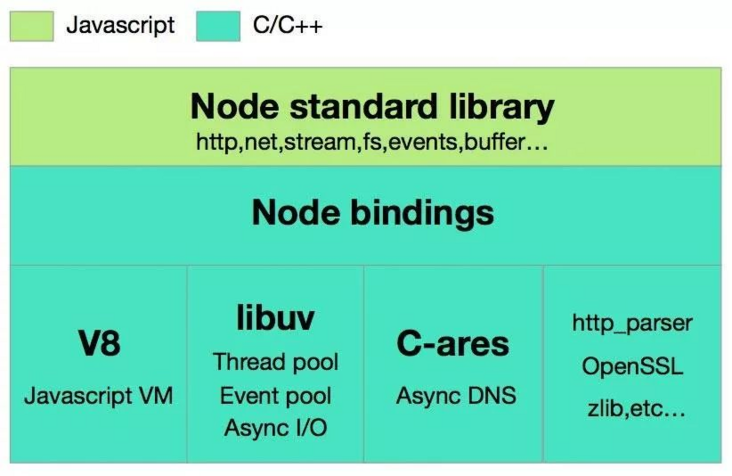 Javascript C/C++
Node standard library
http,net,stream,fs,events,buffer...
Node bindings
V8
Javascript VM
libuv
Thread pool
Event pool
Async I/O
C-ares
Async DNS
http_parser
OpenSSL
zlib,etc...